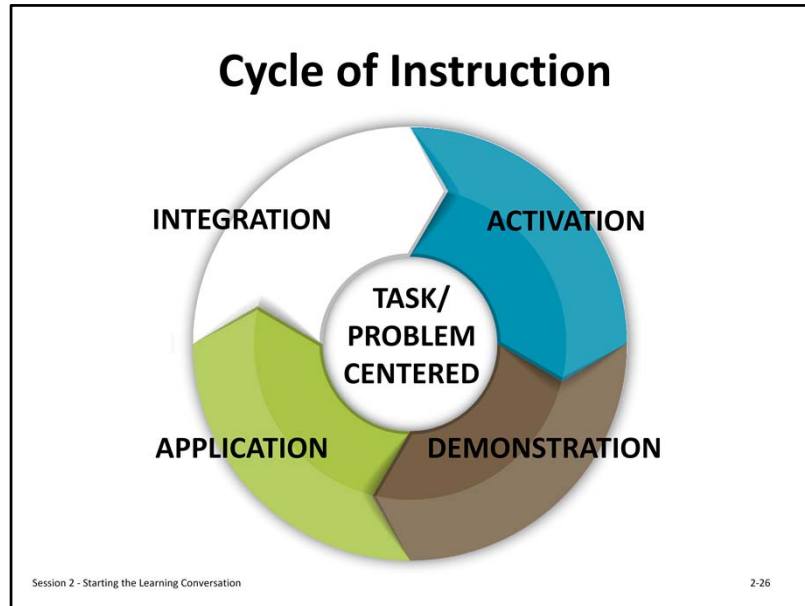 Cycle of Instruction
INTEGRATION
ACTIVATION
TASK/
PROBLEM
CENTERED
APPLICATION
DEMONSTRATION
Session 2 - Starting the Learning Conversation
2-26